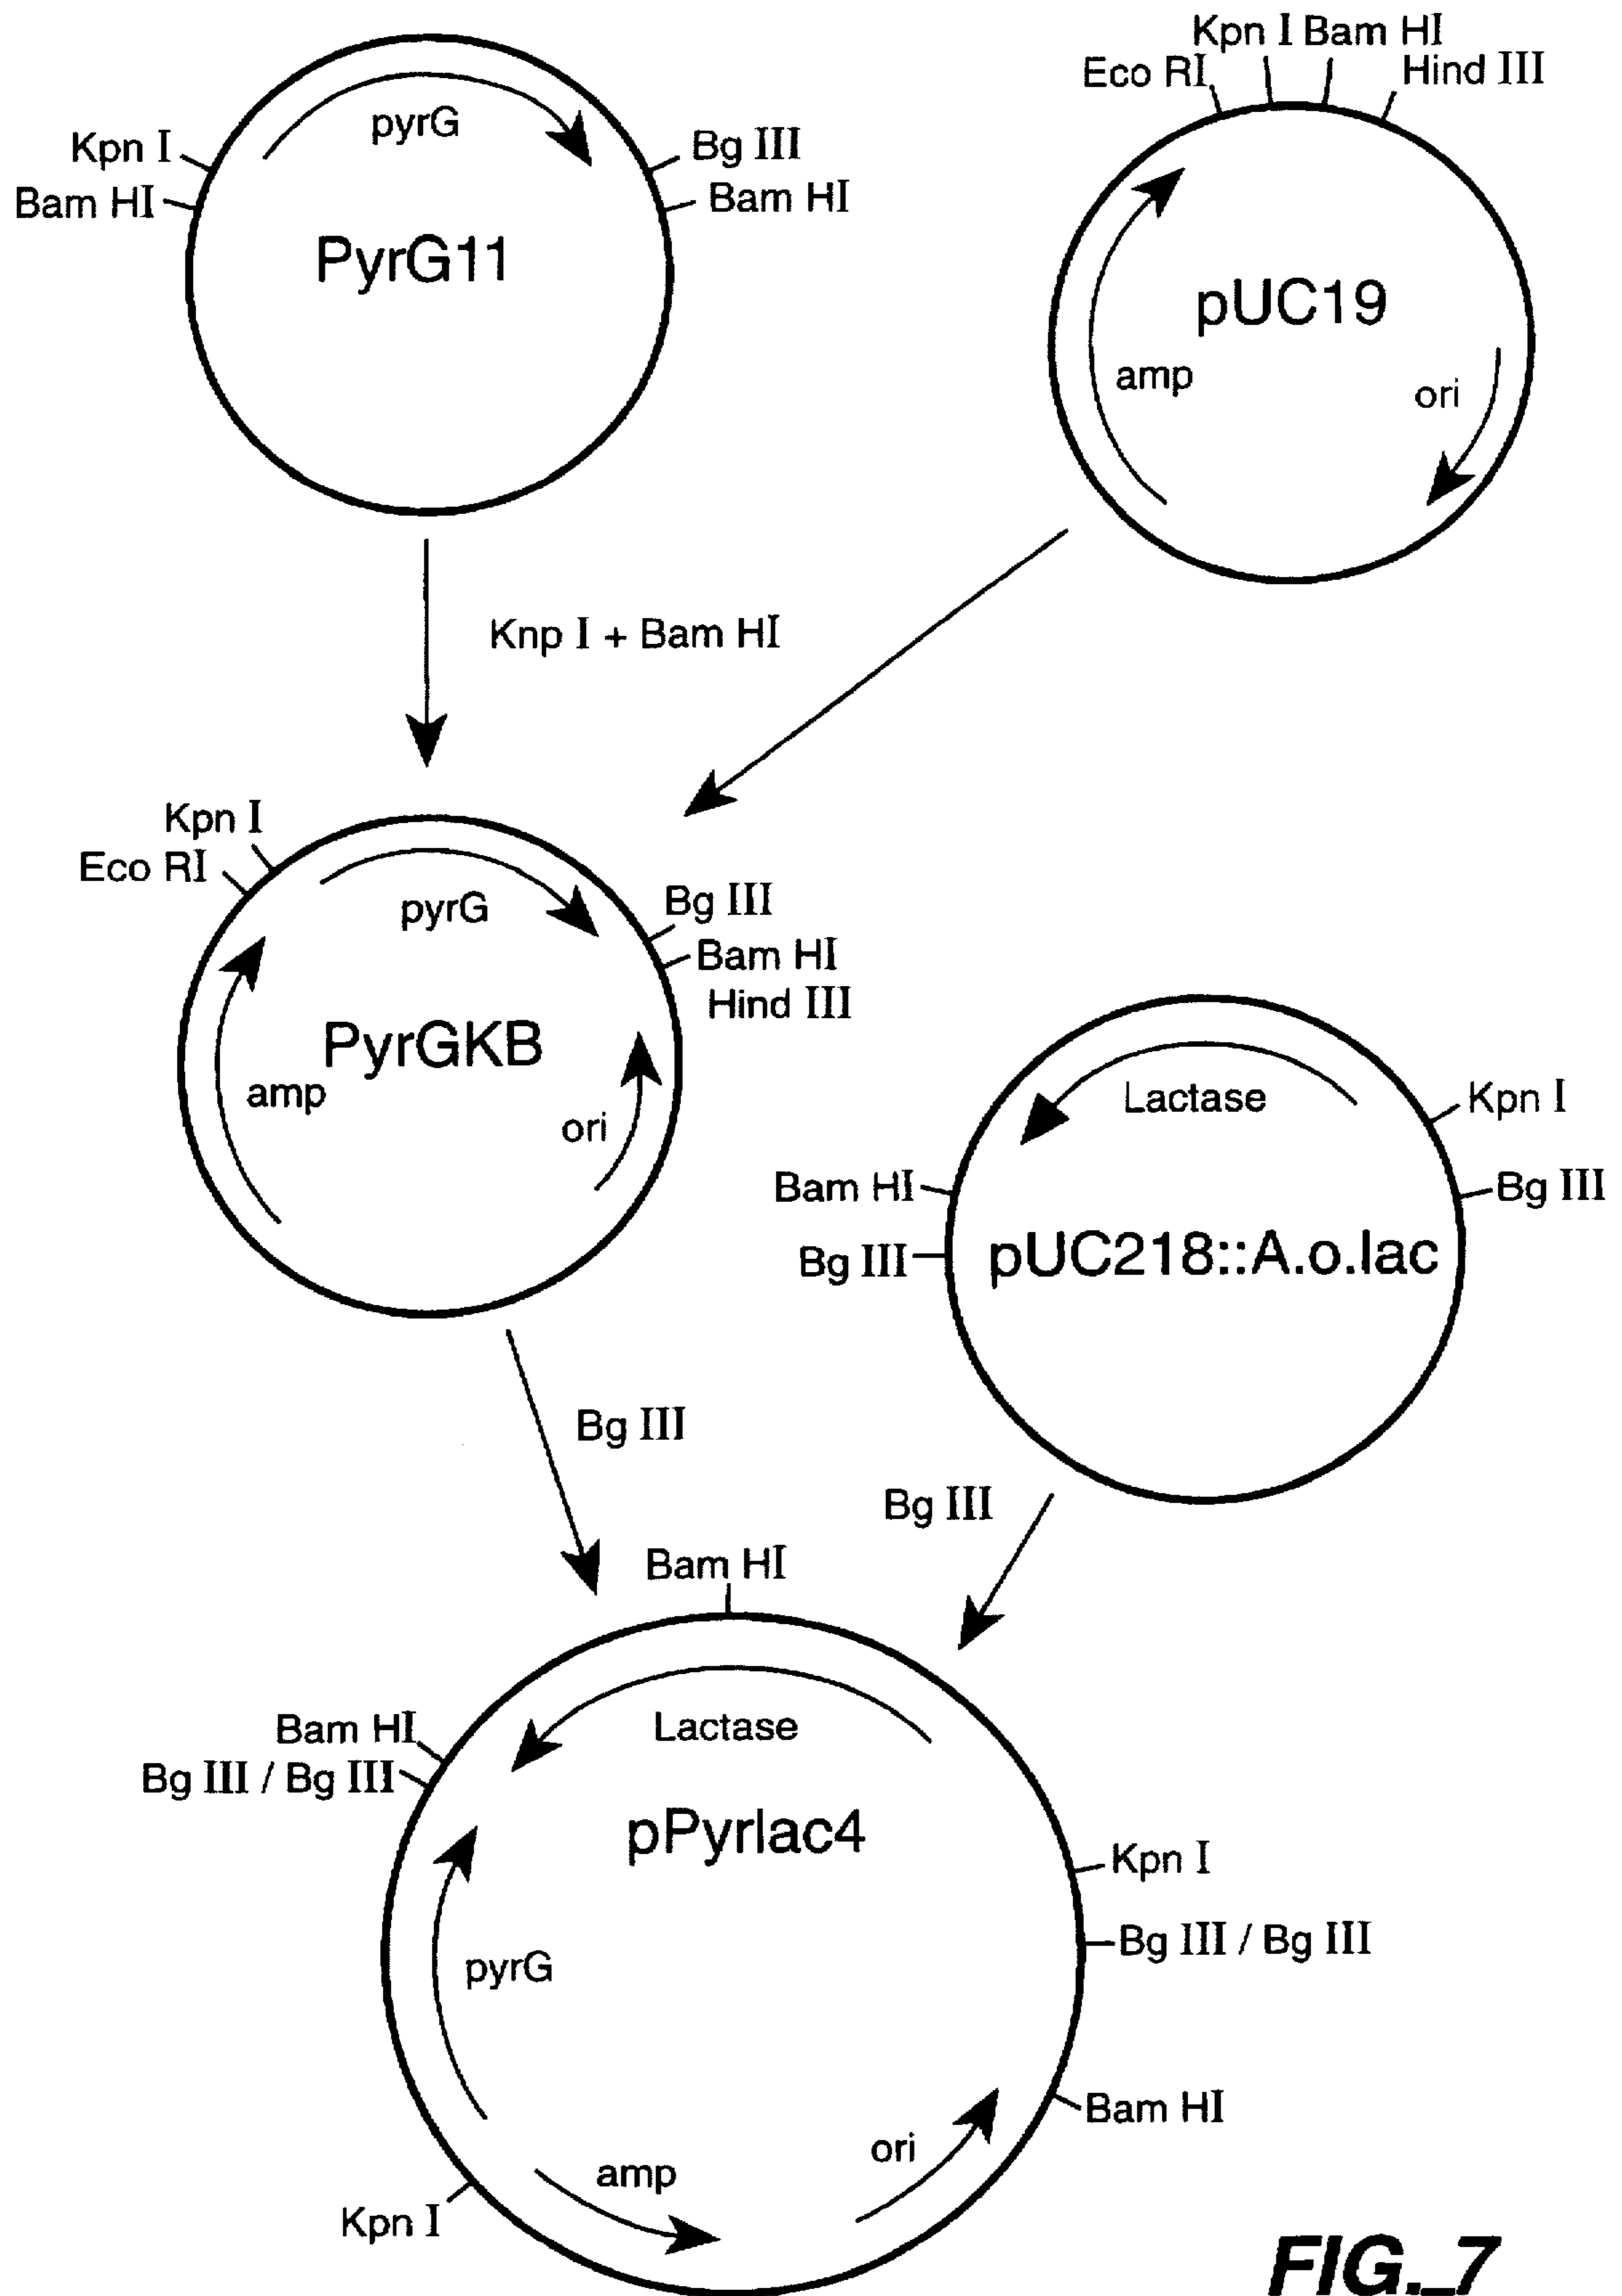 Kpn I Bam HI
Eco RI Hind III
pyrG
Kpn I
Bg III
Bam HI
Bam HI
PyrG11
pUC19
amp
ori
Knp I + Bam HI
Kpn I
Eco RI
pyrG
Bg III
Bam HI
Hind III
PyrGKB
amp
ori
Lactase
Kpn I
Bam HI
Bg III
Bg III
pUC218::A.o.lac
Bg III
Bg III
Bam HI
Bam HI
Lactase
Bg III / Bg III
pPyrlac4
Kpn I
Bg III / Bg III
pyrG
Bam HI
ori
amp
Kpn I
FIG._7